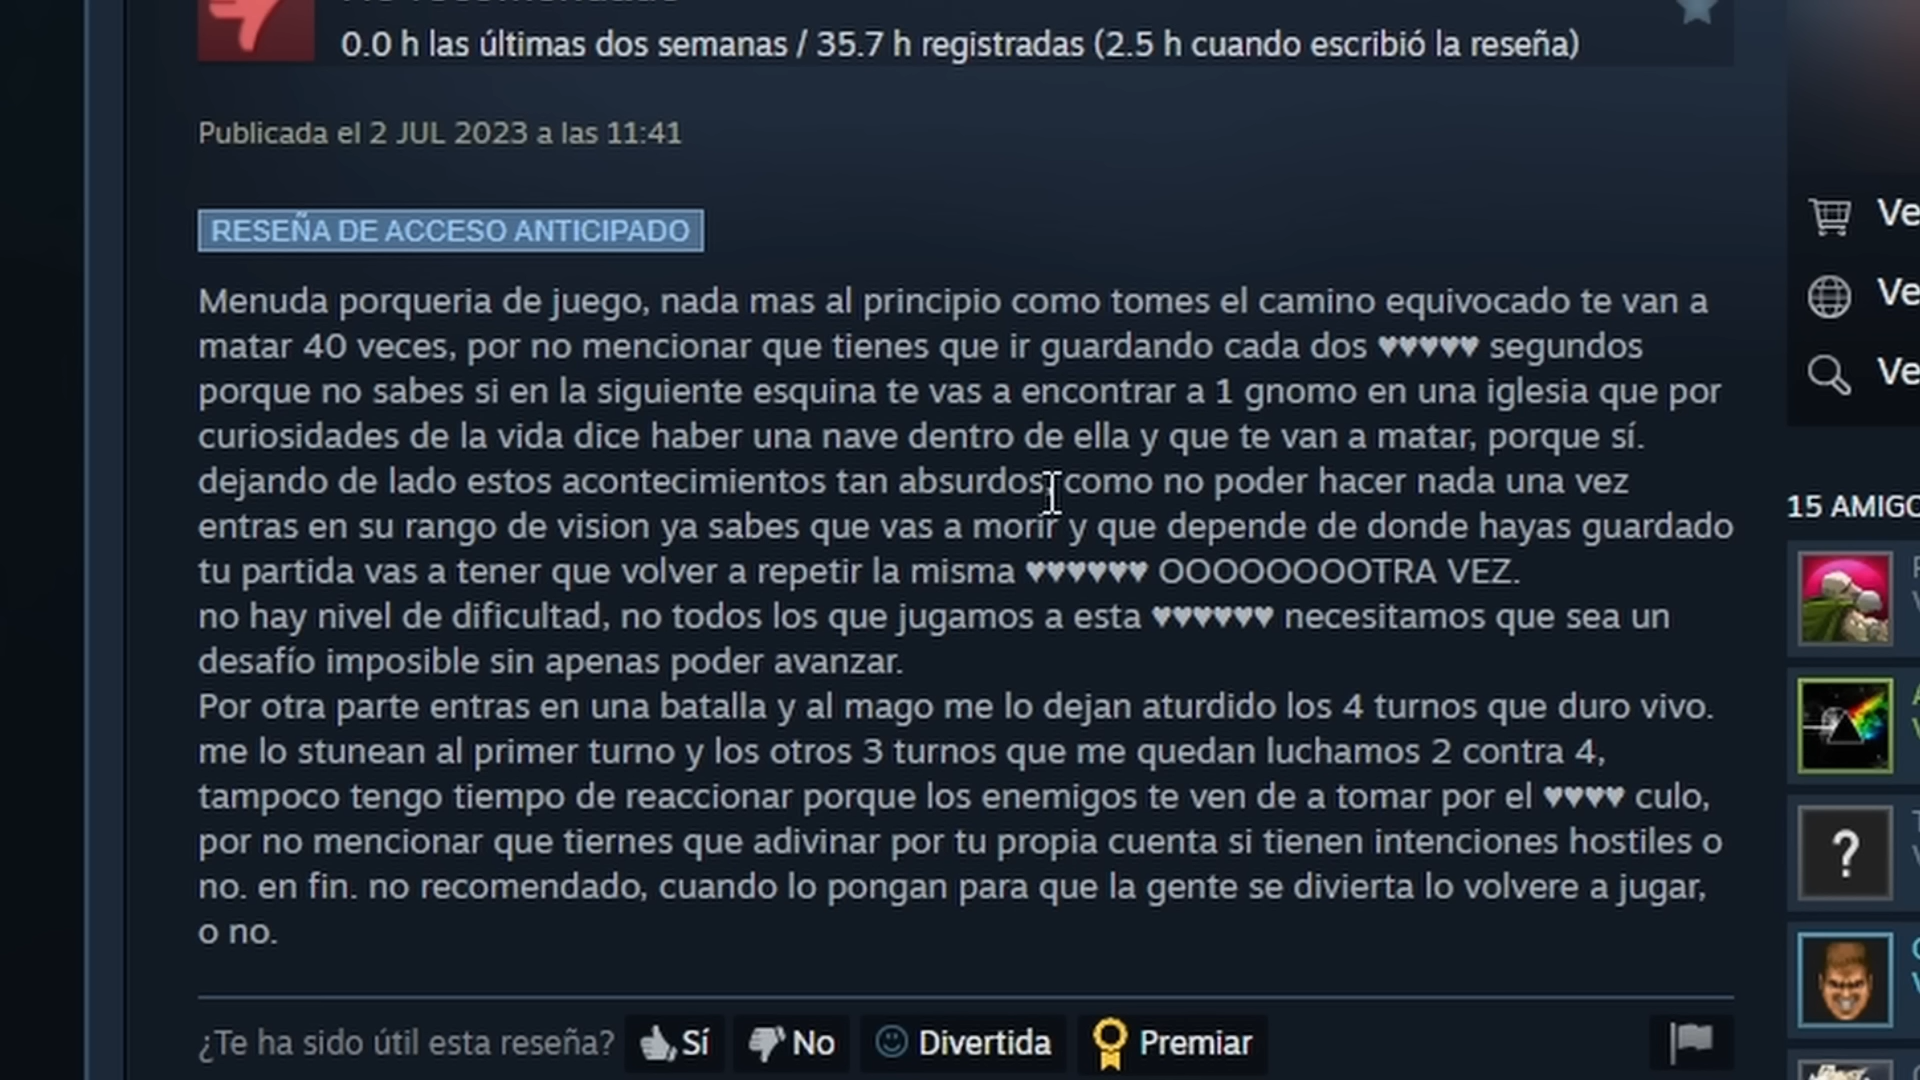 0.0 h las últimas dos semanas / 35.7 h registradas (2.5 h cuando escribió la reseña)
Publicada el 2 JUL 2023 a las 11:41
RESEÑA DE ACCESO ANTICIPADO
Menuda porqueria de juego, nada mas al principio como tomes el camino equivocado te van a
matar 40 veces, por no mencionar que tienes que ir guardando cada dos ♥♥♥♥♥ segundos
porque no sabes si en la siguiente esquina te vas a encontrar a 1 gnomo en una iglesia que por
curiosidades de la vida dice haber una nave dentro de ella y que te van a matar, porque sí.
dejando de lado estos acontecimientos tan absurdos, como no poder hacer nada una vez
entras en su rango de vision ya sabes que vas a morir y que depende de donde hayas guardado
tu partida vas a tener que volver a repetir la misma ♥♥♥♥♥♥ OOOOOOOOTRA VEZ.
no hay nivel de dificultad, no todos los que jugamos a esta ♥♥♥♥♥♥ necesitamos que sea un
desafío imposible sin apenas poder avanzar.
Por otra parte entras en una batalla y al mago me lo dejan aturdido los 4 turnos que duro vivo.
me lo stunean al primer turno y los otros 3 turnos que me quedan luchamos 2 contra 4,
tampoco tengo tiempo de reaccionar porque los enemigos te ven de a tomar por el ♥♥♥♥ culo,
por no mencionar que tiernes que adivinar por tu propia cuenta si tienen intenciones hostiles o
no. en fin. no recomendado, cuando lo pongan para que la gente se divierta lo volvere a jugar,
o no.
¿Te ha sido útil esta reseña? Sí No Divertida Premiar
Ve
Ve
Ve
15 AMIGO